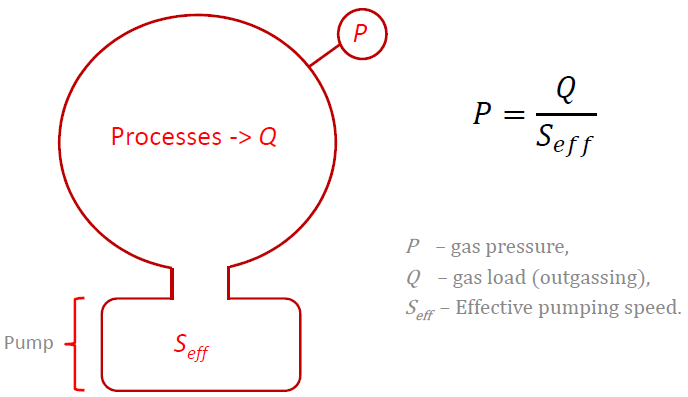 P
Processes -> Q
P = Q / S_eff
P – gas pressure,
Q – gas load (outgassing),
S_eff – Effective pumping speed.
Pump
S_eff